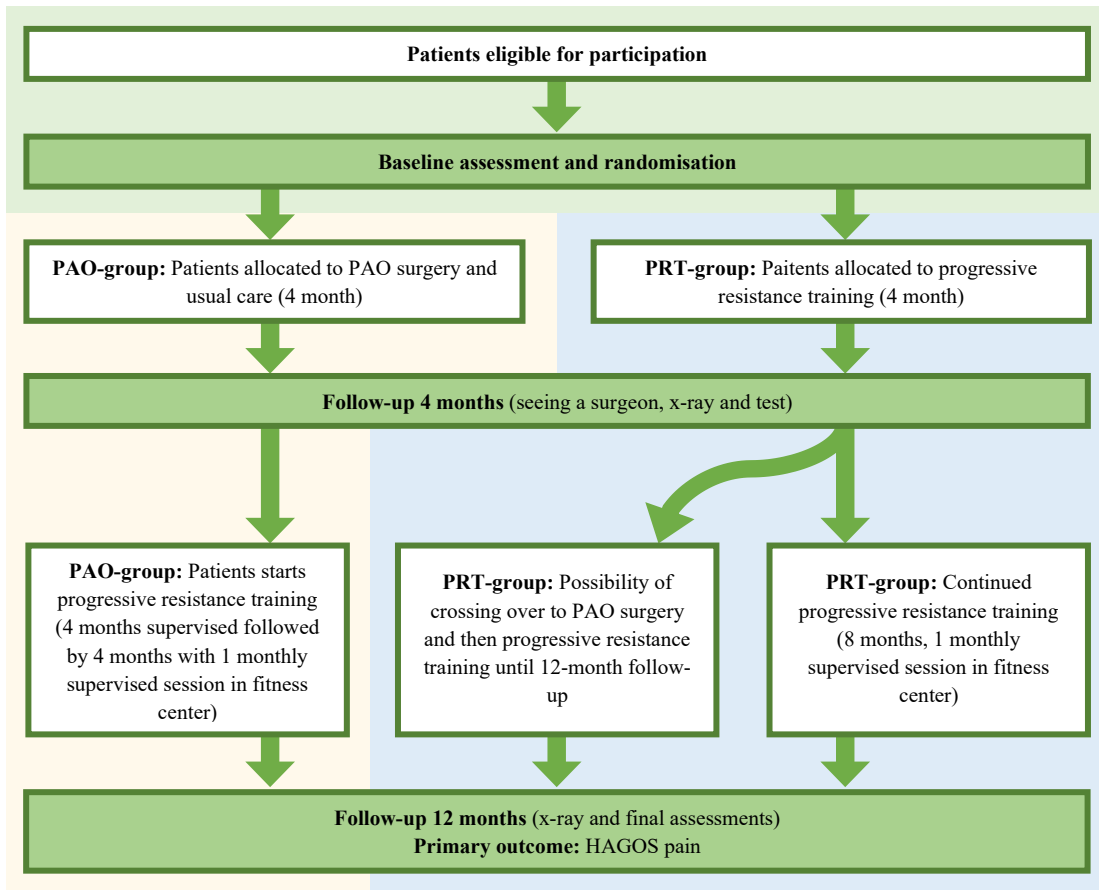 Patients eligible for participation
Baseline assessment and randomisation
PAO-group: Patients allocated to PAO surgery and
usual care (4 month)
PRT-group: Paitents allocated to progressive
resistance training (4 month)
Follow-up 4 months (seeing a surgeon, x-ray and test)
PAO-group: Patients starts
progressive resistance training
(4 months supervised followed
by 4 months with 1 monthly
supervised session in fitness
center)
PRT-group: Possibility of
crossing over to PAO surgery
and then progressive resistance
training until 12-month follow-
up
PRT-group: Continued
progressive resistance training
(8 months, 1 monthly
supervised session in fitness
center)
Follow-up 12 months (x-ray and final assessments)
Primary outcome: HAGOS pain